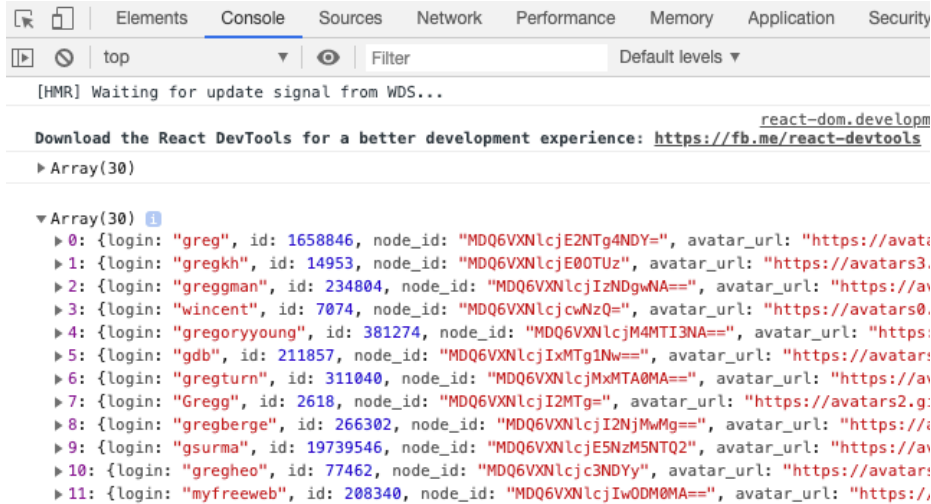 Elements Console Sources Network Performance Memory Application Security
top Filter Default levels
[HMR] Waiting for update signal from WDS...
react-dom.developm
Download the React DevTools for a better development experience: https://fb.me/react-devtools
Array(30)
Array(30) i
0: {login: "greg", id: 1658846, node_id: "MDQ6VXNlcjE2NTg4NDY=", avatar_url: "https://avata
1: {login: "gregkh", id: 14953, node_id: "MDQ6VXNlcjE0OTUz", avatar_url: "https://avatars3.
2: {login: "greggman", id: 234804, node_id: "MDQ6VXNlcjIzNDgwNA==", avatar_url: "https://av
3: {login: "wincent", id: 7074, node_id: "MDQ6VXNlcjcwNzQ=", avatar_url: "https://avatars0.
4: {login: "gregoryyoung", id: 381274, node_id: "MDQ6VXNlcjM4MTI3NA==", avatar_url: "https:
5: {login: "gdb", id: 211857, node_id: "MDQ6VXNlcjIxMTg1Nw==", avatar_url: "https://avatars
6: {login: "gregturn", id: 311040, node_id: "MDQ6VXNlcjMxMTA0MA==", avatar_url: "https://av
7: {login: "Gregg", id: 2618, node_id: "MDQ6VXNlcjI2MTg=", avatar_url: "https://avatars2.gi
8: {login: "gregberge", id: 266302, node_id: "MDQ6VXNlcjI2NjMwMg==", avatar_url: "https://a
9: {login: "gsurma", id: 19739546, node_id: "MDQ6VXNlcjE5NzM5NTQ2", avatar_url: "https://av
10: {login: "gregheo", id: 77462, node_id: "MDQ6VXNlcjc3NDYy", avatar_url: "https://avatars
11: {login: "myfreeweb", id: 208340, node_id: "MDQ6VXNlcjIwODM0MA==", avatar_url: "https:/